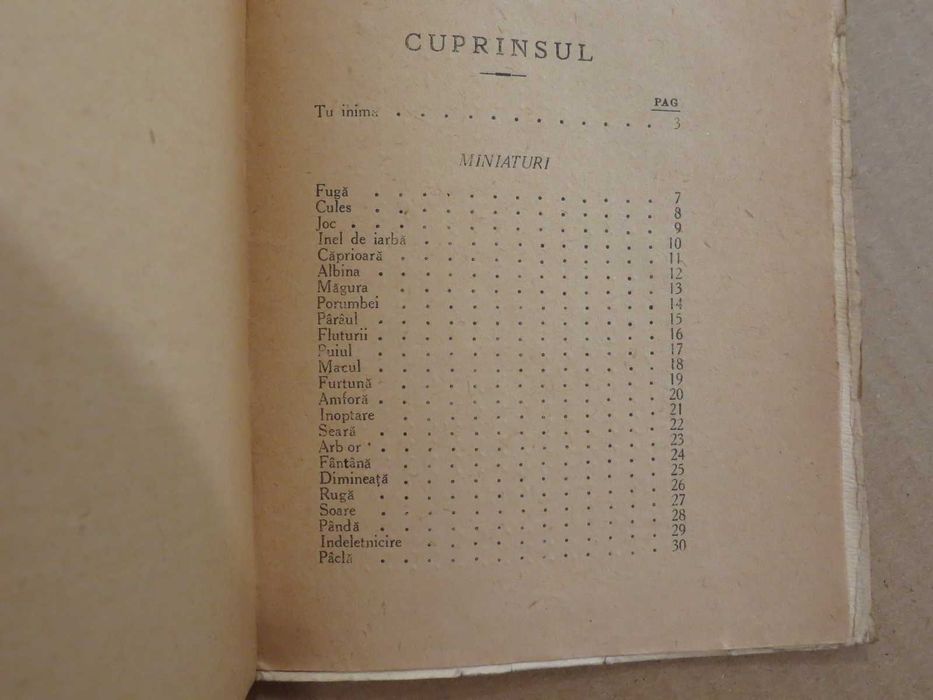 CUPRINSUL
PAG
Tu inima . . . . . . . . . . . . 3
MINIATURI
Fugă . . . . . . . . . . . . 7
Cules . . . . . . . . . . . . 8
Joc . . . . . . . . . . . . . 9
Inel de iarbă . . . . . . . . . . 10
Căprioară . . . . . . . . . . . 11
Albina . . . . . . . . . . . . 12
Măgura . . . . . . . . . . . 13
Porumbei . . . . . . . . . . . 14
Pârâul . . . . . . . . . . . . 15
Fluturii . . . . . . . . . . . . 16
Puiul . . . . . . . . . . . . 17
Macul . . . . . . . . . . . . 18
Furtună . . . . . . . . . . . 19
Amforă . . . . . . . . . . . . 20
Inoptare . . . . . . . . . . . 21
Seară . . . . . . . . . . . . 22
Arbor . . . . . . . . . . . . 23
Fântână . . . . . . . . . . . 24
Dimineață . . . . . . . . . . . 25
Rugă . . . . . . . . . . . . 26
Soare . . . . . . . . . . . . 27
Pândă . . . . . . . . . . . . 28
Indeletnicire . . . . . . . . . . 29
Pâclă . . . . . . . . . . . . 30